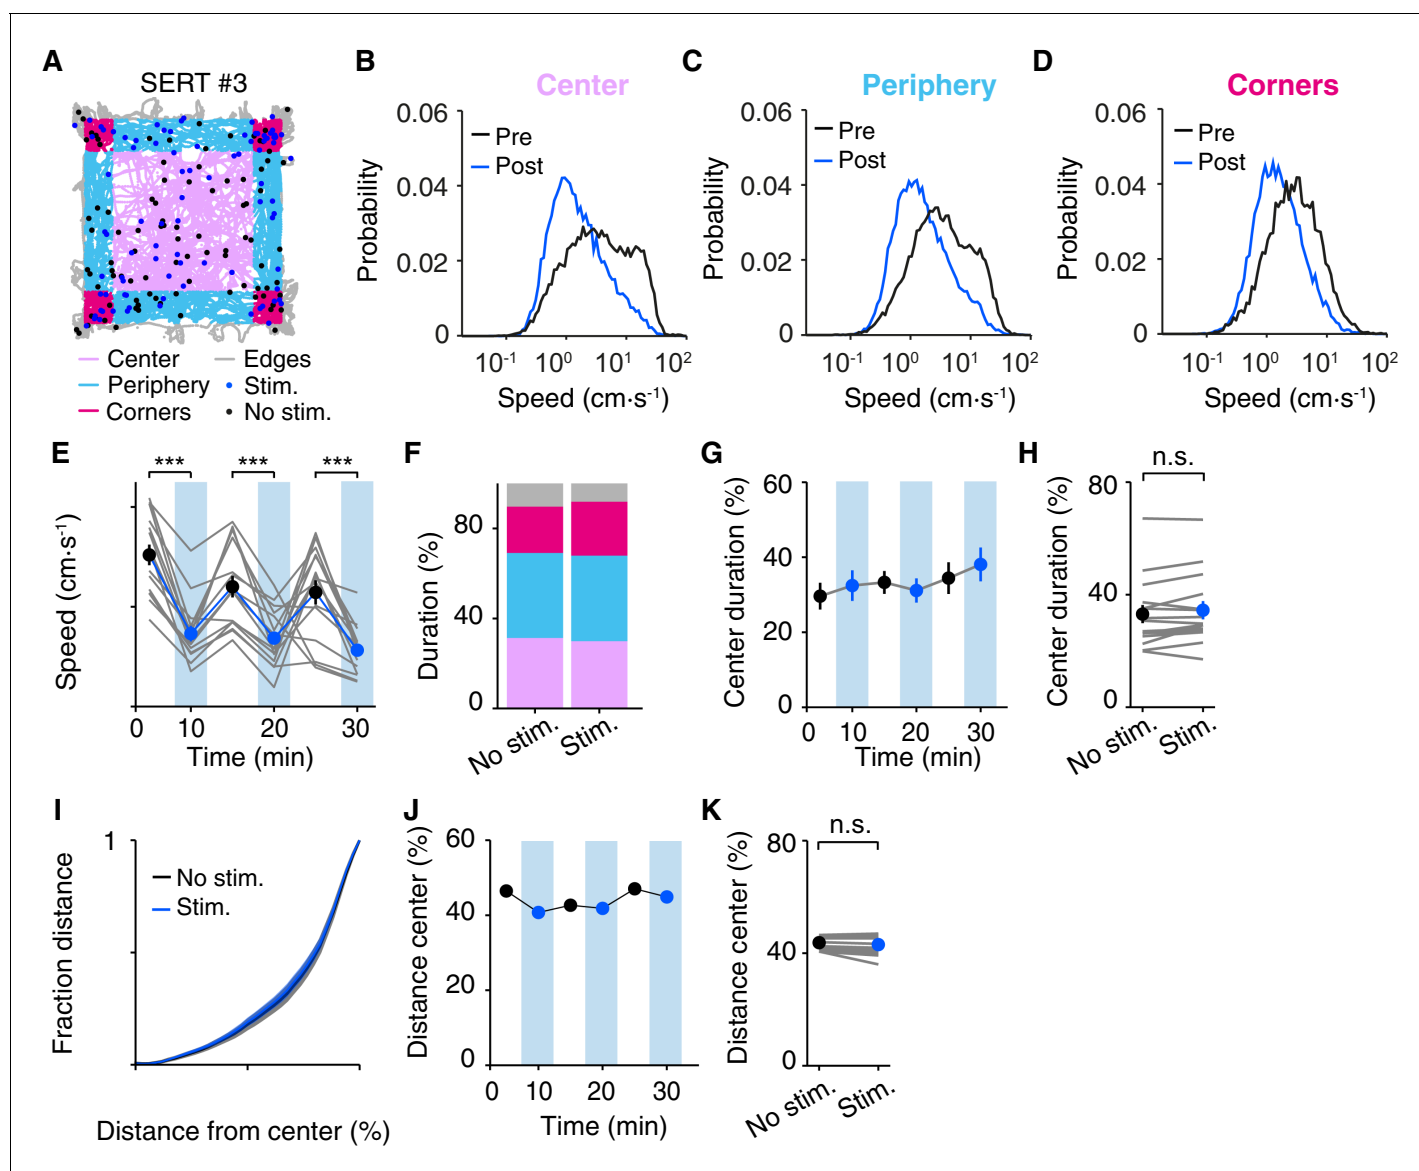 A
SERT #3
Center
Edges
Periphery
Stim.
Corners
No stim.
B
Center
0.06
Pre
Post
0.04
0.02
0
Probability
10-1
100
101
102
Speed (cm·s-1)
C
Periphery
0.06
Pre
Post
0.04
0.02
0
Probability
10-1
100
101
102
Speed (cm·s-1)
D
Corners
0.06
Pre
Post
0.04
0.02
0
Probability
10-1
100
101
102
Speed (cm·s-1)
E
*** *** ***
Speed (cm·s-1)
0 10 20 30
Time (min)
F
80
40
0
Duration (%)
No stim.
Stim.
G
60
40
20
0
Center duration (%)
0 10 20 30
Time (min)
H
n.s.
80
40
0
Center duration (%)
No stim.
Stim.
I
1
No stim.
Stim.
Fraction distance
Distance from center (%)
J
60
40
20
0
Distance center (%)
0 10 20 30
Time (min)
K
n.s.
80
40
0
Distance center (%)
No stim.
Stim.